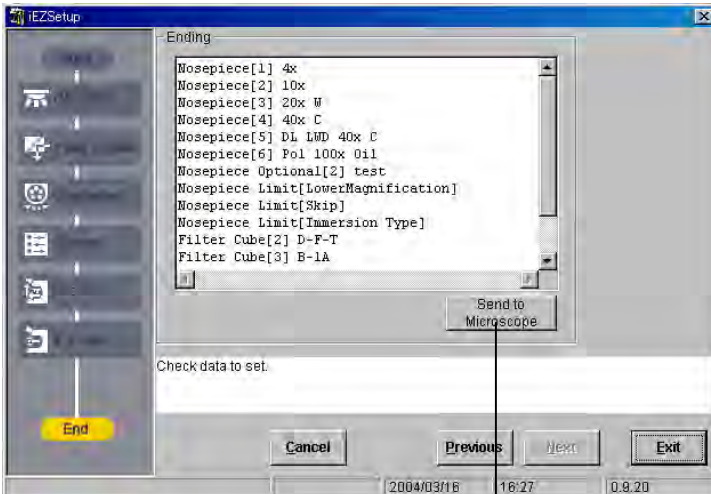 iEZSetup
Ending
Nosepiece[1] 4x
Nosepiece[2] 10x
Nosepiece[3] 20x W
Nosepiece[4] 40x C
Nosepiece[5] DL LWD 40x C
Nosepiece[6] Pol 100x Oil
Nosepiece Optional[2] test
Nosepiece Limit[LowerMagnification]
Nosepiece Limit[Skip]
Nosepiece Limit[Immersion Type]
Filter Cube[2] D-F-T
Filter Cube[3] B-1A
Send to
Microscope
Check data to set.
End
Cancel
Previous
Next
Exit
2004/03/16
16:27
0.9.20